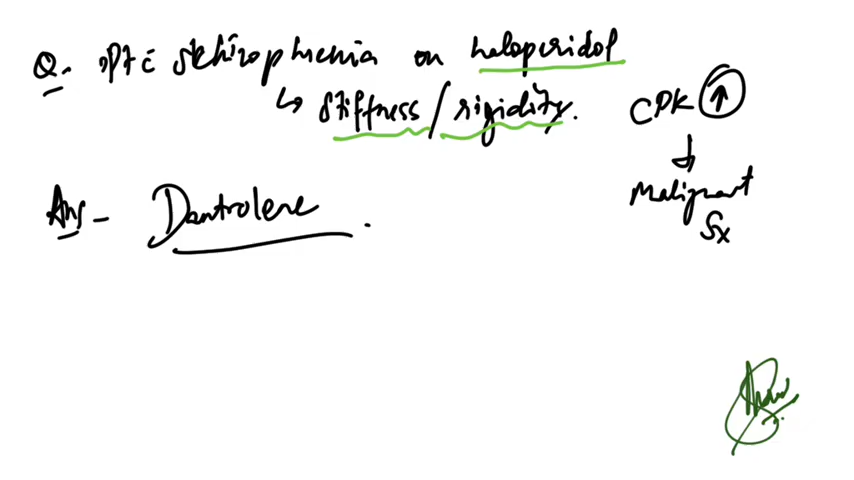 Q. Pt c̄ schizophrenia on haloperidol
↳ stiffness/rigidity.
CPK ↑
↓
Malignant
Sx
Ans - Dantrolene.